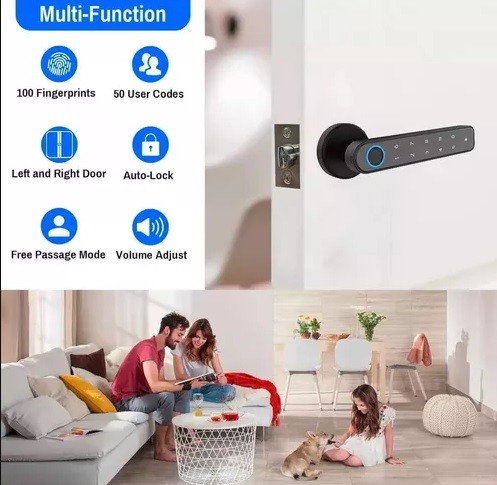 Multi-Function
100 Fingerprints
50 User Codes
Left and Right Door
Auto-Lock
Free Passage Mode
Volume Adjust